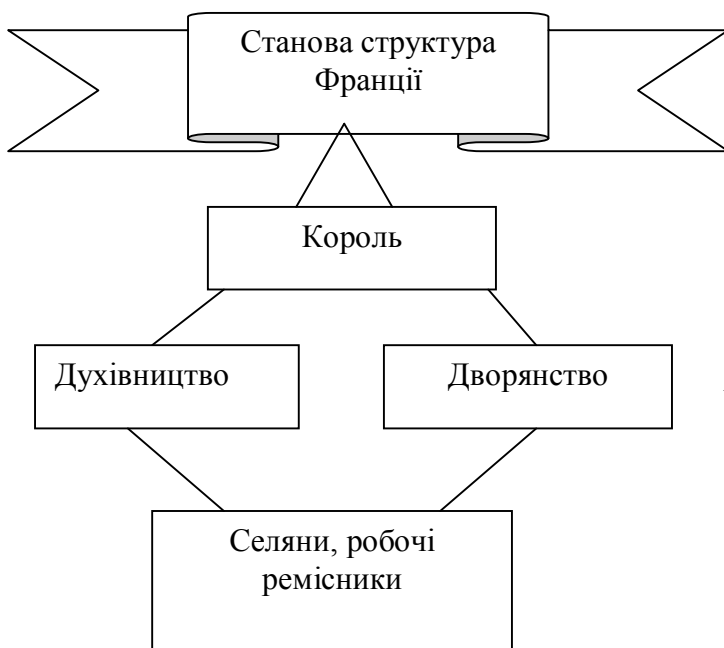 Станова структура
Франції
Король
Духівництво
Дворянство
Селяни, робочі
ремісники